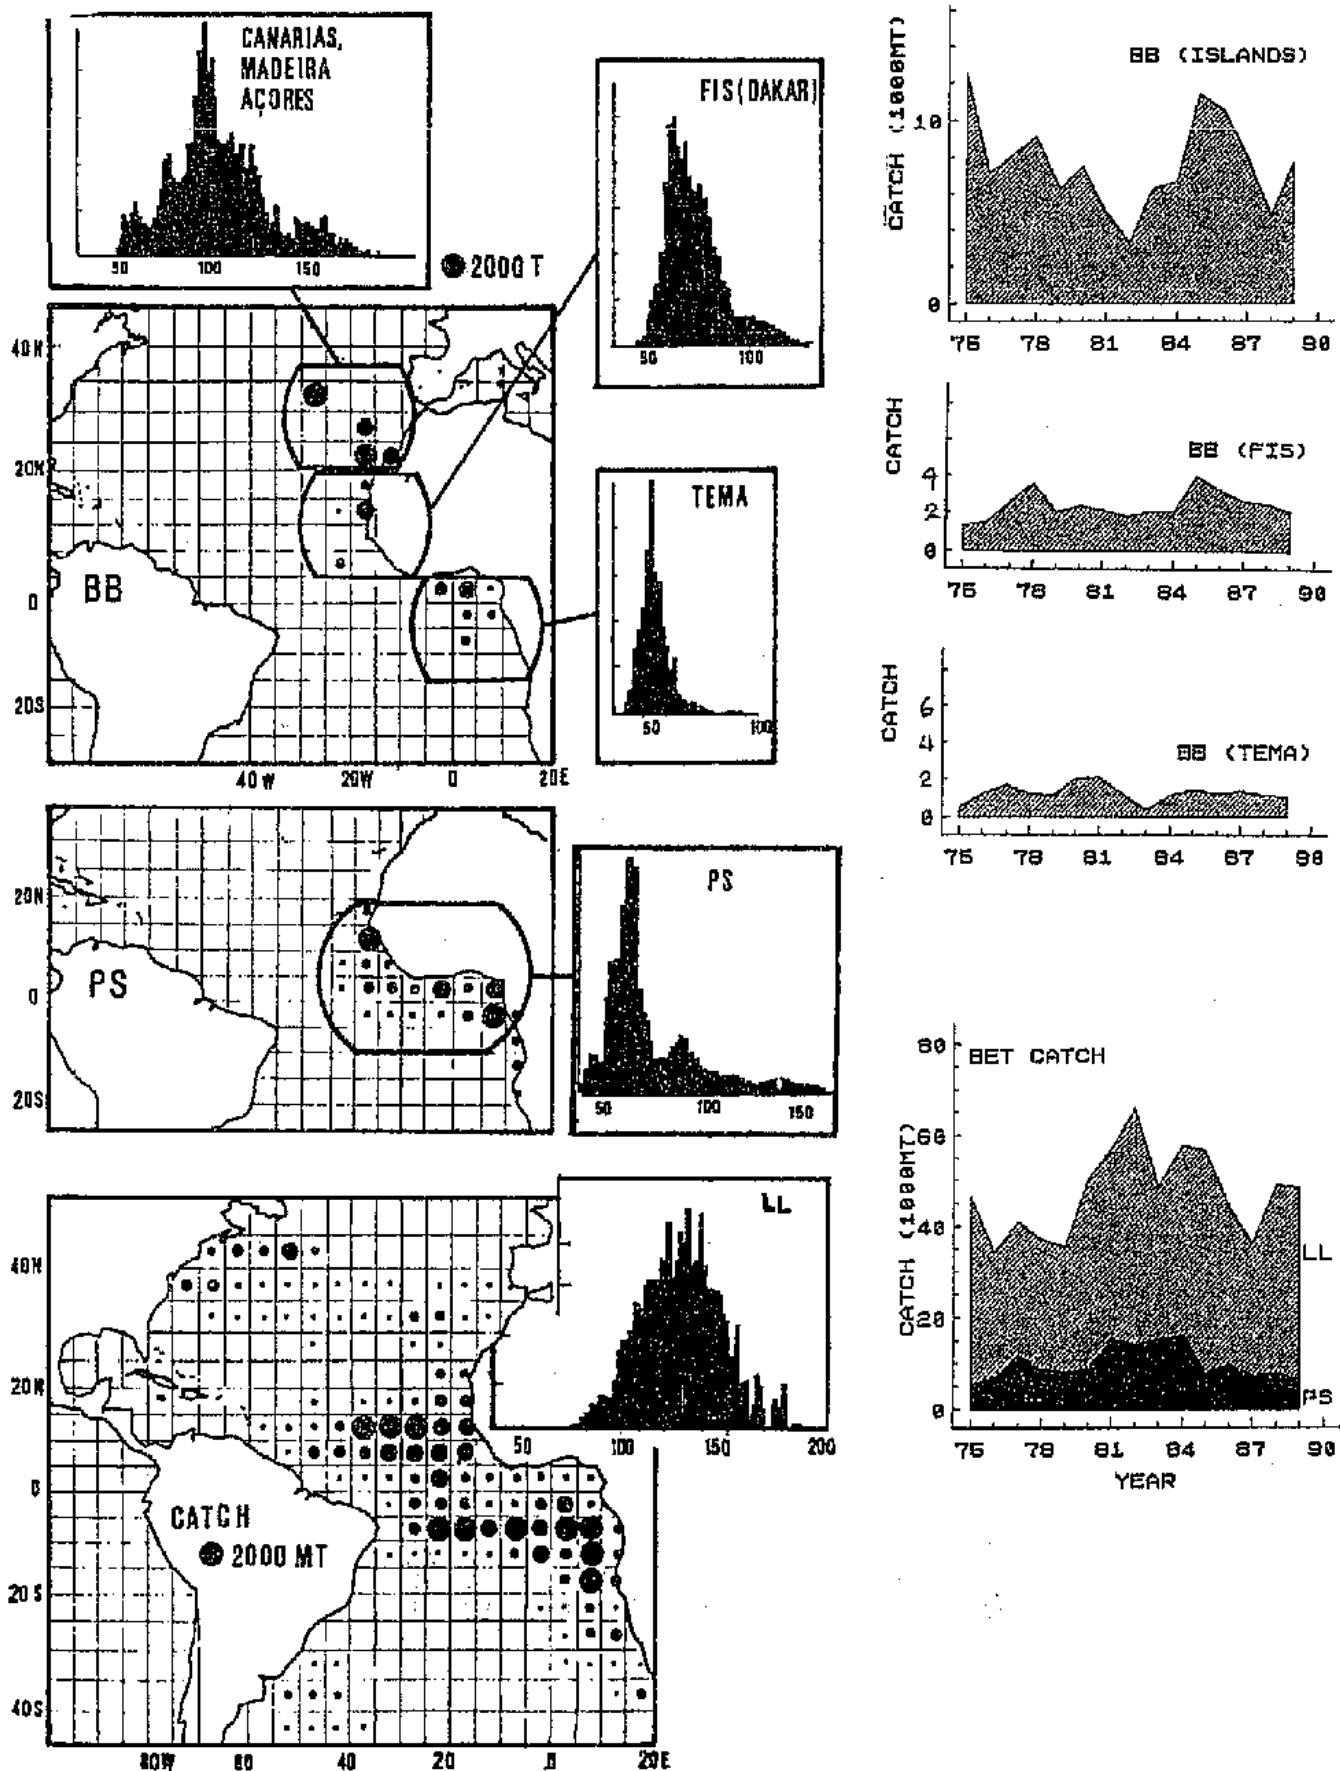 CANARIAS,
MADEIRA
AÇORES
50 100 150
2000 T
FIS (DAKAR)
50 100
TEMA
50 100
40N
20N
0
20S
BB
40W 20W 0 20E
20N
0
20S
PS
PS
50 100 150
LL
50 100 150 200
40N
20N
0
20S
40S
CATCH
2000 MT
80W 60 40 20 0 20E
BB (ISLANDS)
CATCH (1000MT)
10
0
75 78 81 84 87 90
BB (FIS)
CATCH
4
2
0
75 78 81 84 87 90
BB (TEMA)
CATCH
6
4
2
0
75 78 81 84 87 90
BET CATCH
CATCH (1000MT)
80
60
40
20
0
LL
PS
75 78 81 84 87 90
YEAR